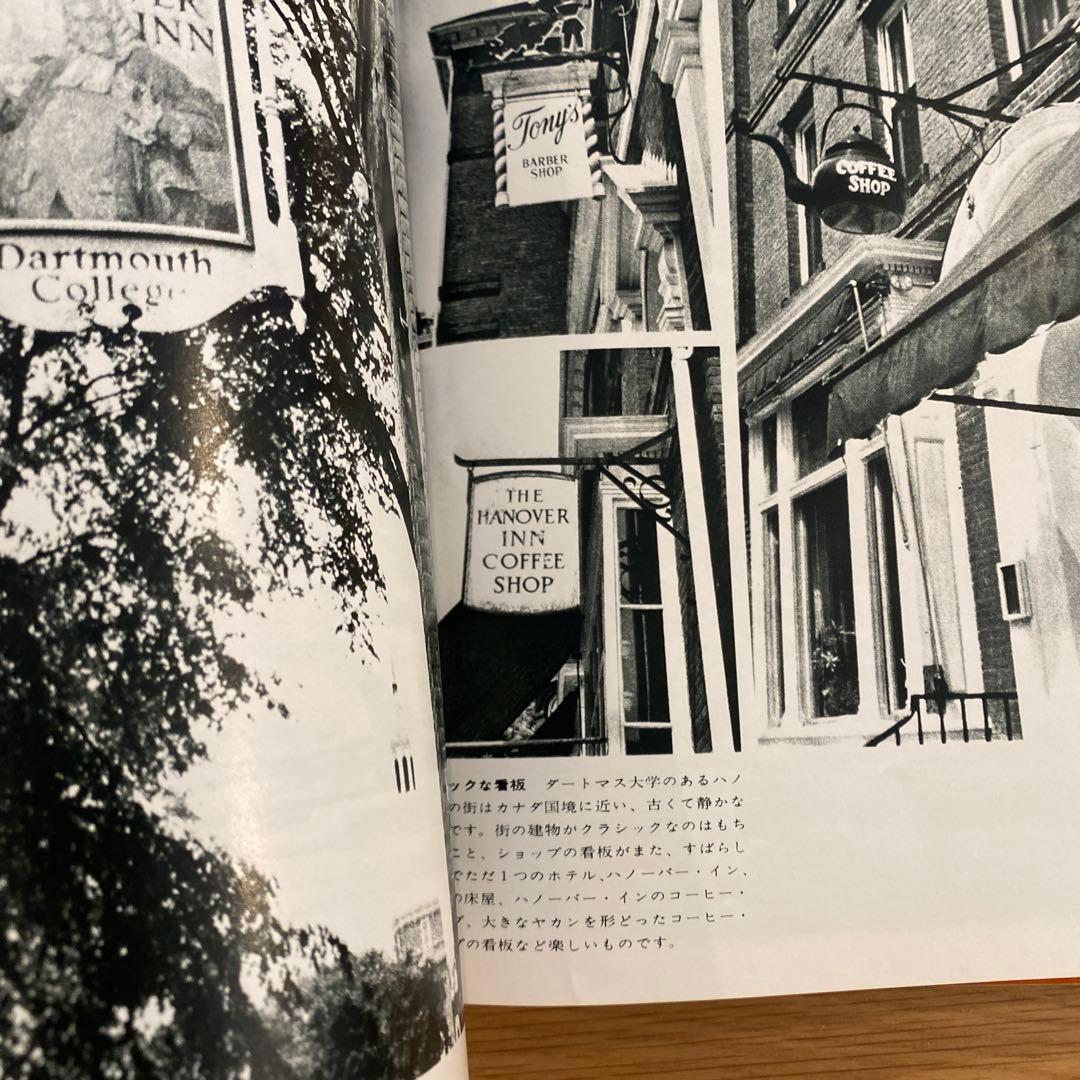 INN
Dartmouth
College
Tony's
BARBER
SHOP
COFFEE
SHOP
THE
HANOVER
INN
COFFEE
SHOP
ックな看板 ダートマス大学のあるハノ
の街はカナダ国境に近い、古くて静かな
です。街の建物がクラシックなのはもち
こと、ショップの看板がまた、すばらし
でただ1つのホテル、ハノーバー・イン、
の床屋、ハノーバー・インのコーヒー・
プ、大きなヤカンを形どったコーヒー・
プの看板など楽しいものです。